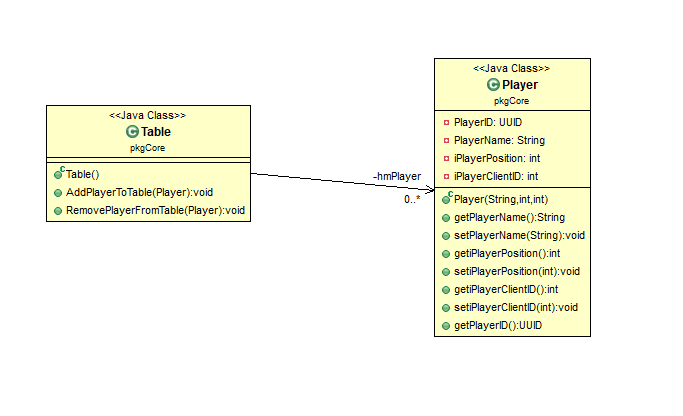 <<Java Class>>
Table
pkgCore
Table()
AddPlayerToTable(Player):void
RemovePlayerFromTable(Player):void
-hmPlayer
0..*
<<Java Class>>
Player
pkgCore
PlayerID: UUID
PlayerName: String
iPlayerPosition: int
iPlayerClientID: int
Player(String,int,int)
getPlayerName():String
setPlayerName(String):void
getiPlayerPosition():int
setiPlayerPosition(int):void
getiPlayerClientID():int
setiPlayerClientID(int):void
getPlayerID():UUID